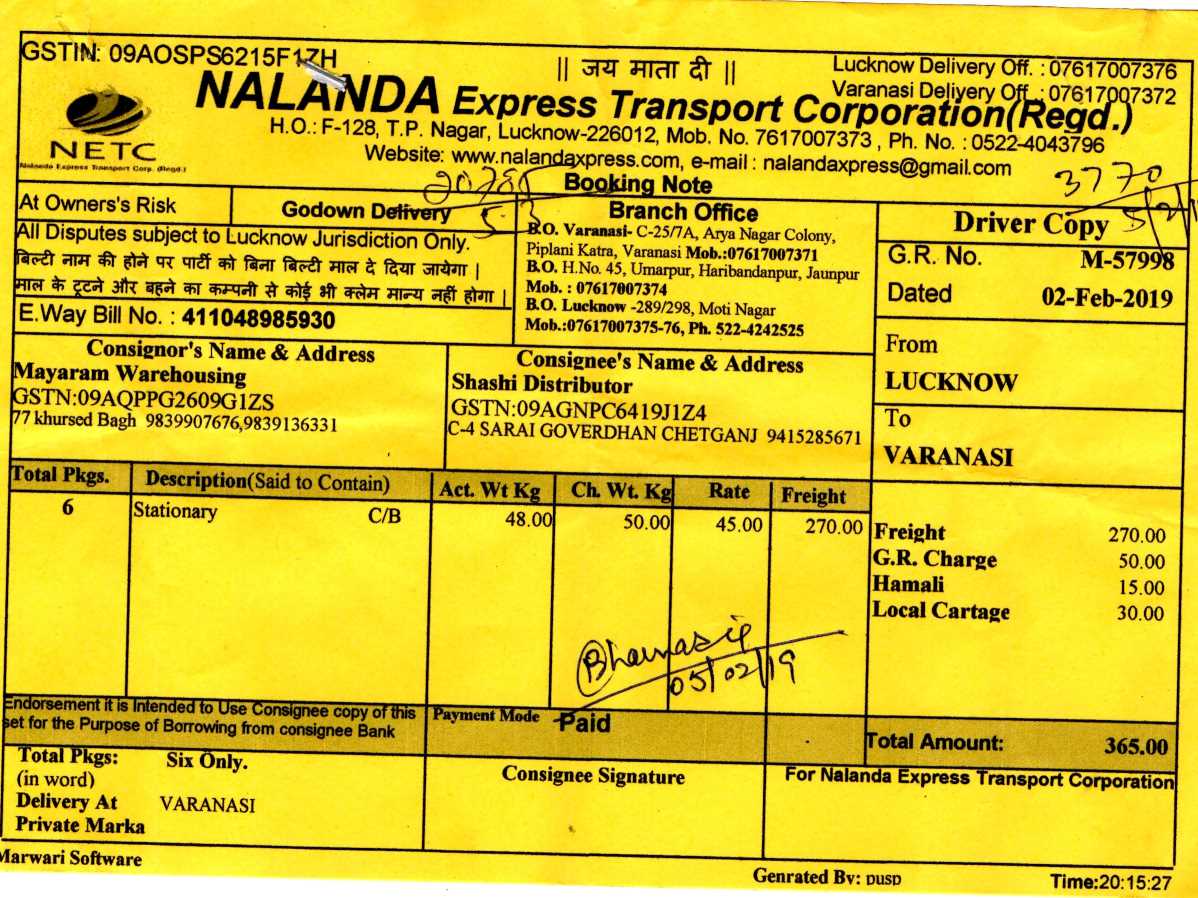 GSTIN: 09AOSPS6215F1ZH
|| जय माता दी ||
Lucknow Delivery Off. : 07617007376
Varanasi Delivery Off. : 07617007372
NALANDA Express Transport Corporation(Regd.)
H.O.: F-128, T.P. Nagar, Lucknow-226012, Mob. No. 7617007373 , Ph. No. : 0522-4043796
Website: www.nalandaxpress.com, e-mail : nalandaxpress@gmail.com
NETC
Nalanda Express Transport Corp. (Regd.)
Booking Note
3770
At Owners's Risk
Godown Delivery
Branch Office
Driver Copy
All Disputes subject to Lucknow Jurisdiction Only.
बिल्टी नाम की होने पर पार्टी को बिना बिल्टी माल दे दिया जायेगा |
माल के टूटने और बहने का कम्पनी से कोई भी क्लेम मान्य नहीं होगा |
E.Way Bill No. : 411048985930
B.O. Varanasi- C-25/7A, Arya Nagar Colony,
Piplani Katra, Varanasi Mob.:07617007371
B.O. H.No. 45, Umarpur, Haribandanpur, Jaunpur
Mob. : 07617007374
B.O. Lucknow -289/298, Moti Nagar
Mob.:07617007375-76, Ph. 522-4242525
G.R. No. M-57998
Dated 02-Feb-2019
From
LUCKNOW
To
VARANASI
Consignor's Name & Address
Mayaram Warehousing
GSTN:09AQPPG2609G1ZS
77 khursed Bagh 9839907676,9839136331
Consignee's Name & Address
Shashi Distributor
GSTN:09AGNPC6419J1Z4
C-4 SARAI GOVERDHAN CHETGANJ 9415285671
Total Pkgs. Description(Said to Contain) Act. Wt Kg Ch. Wt. Kg Rate Freight
6 Stationary C/B 48.00 50.00 45.00 270.00
Freight 270.00
G.R. Charge 50.00
Hamali 15.00
Local Cartage 30.00
05/02/19
Endorsement it is Intended to Use Consignee copy of this
set for the Purpose of Borrowing from consignee Bank
Payment Mode Paid
Total Amount: 365.00
Total Pkgs: Six Only.
(in word)
Delivery At VARANASI
Private Marka
Consignee Signature
For Nalanda Express Transport Corporation
Marwari Software
Genrated By: DUSD
Time:20:15:27